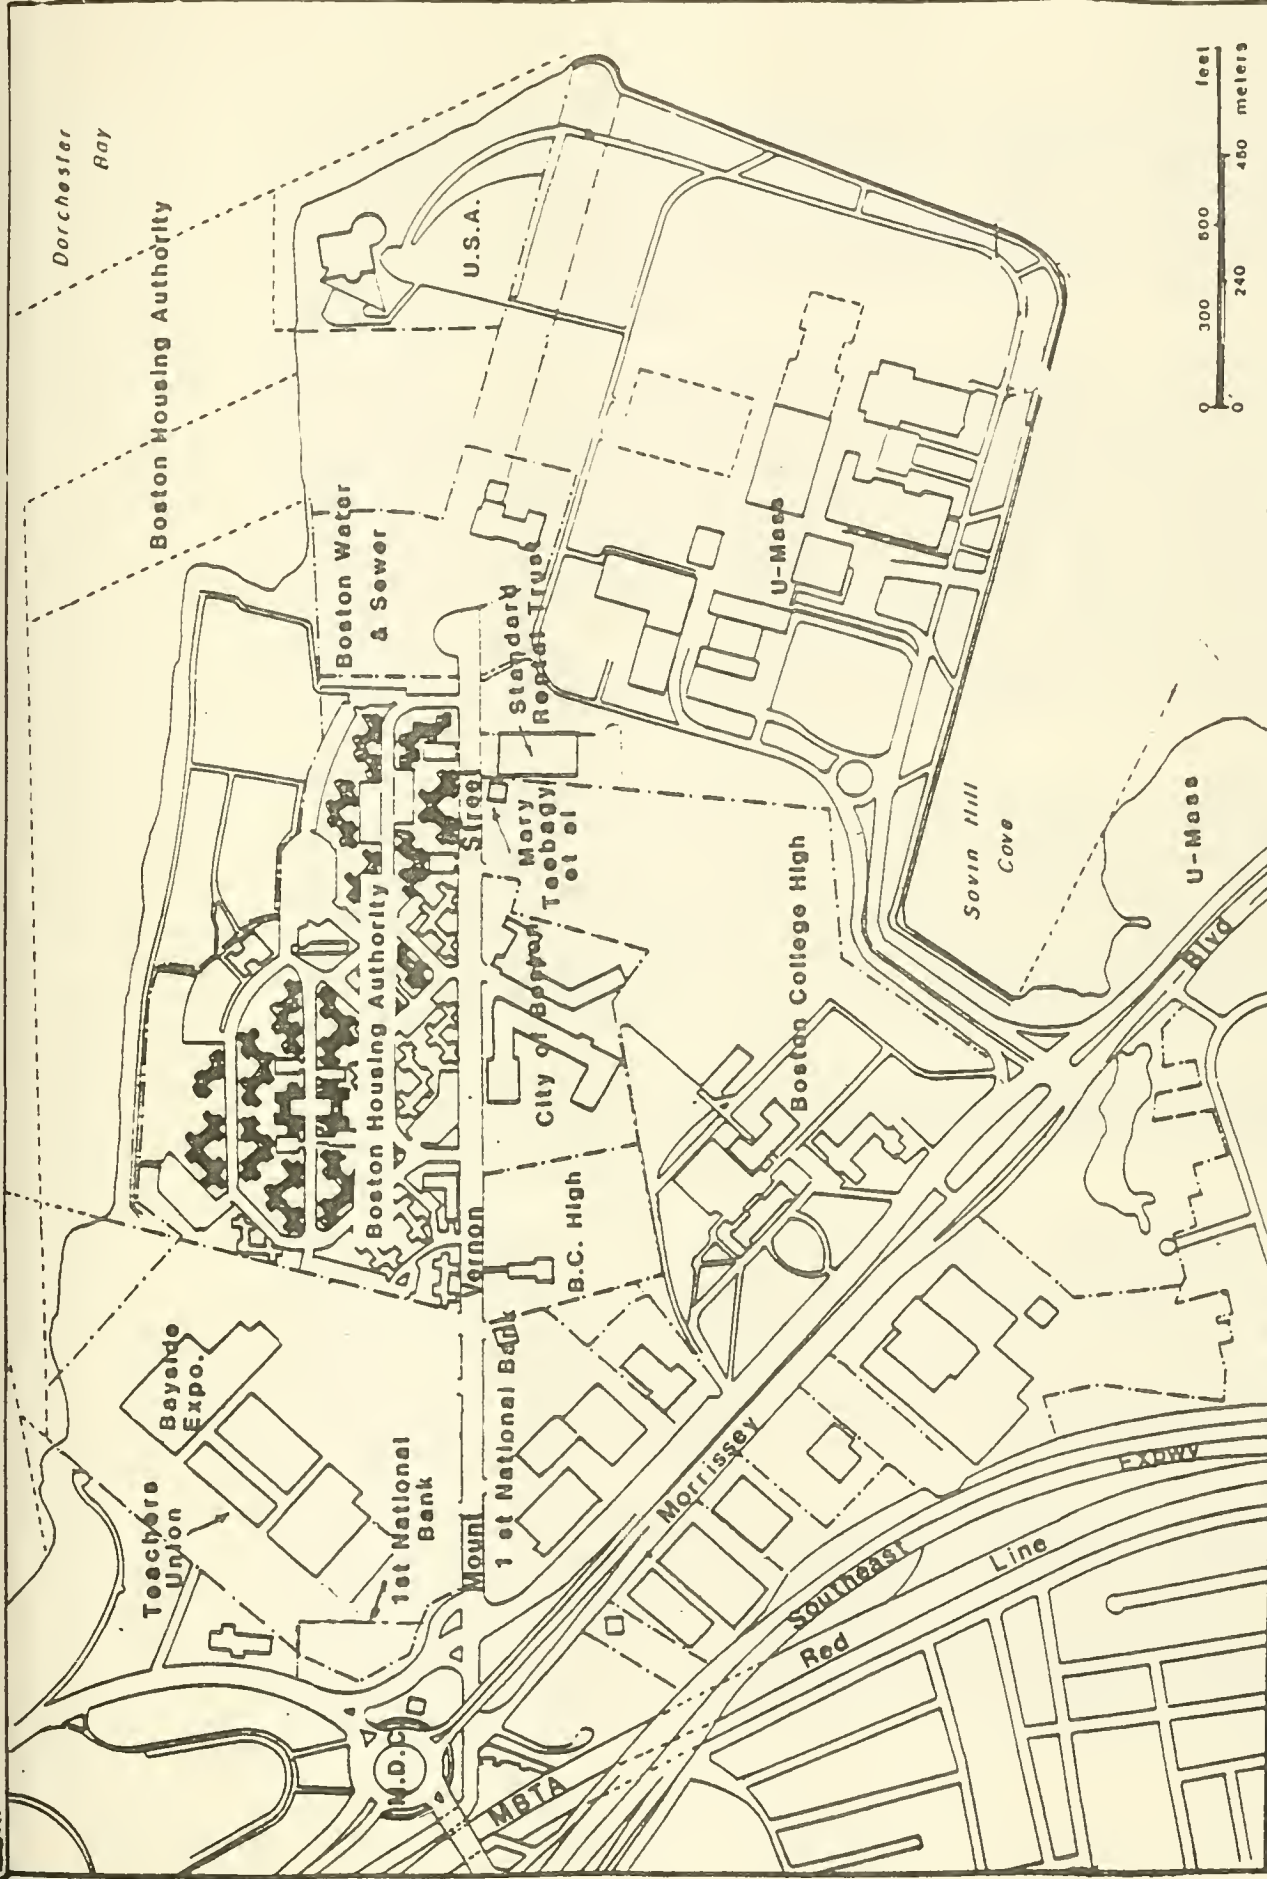 Dorchester
Bay
Boston Housing Authority
U.S.A.
Boston Water
& Sewer
Standard
Rental Trust
U-Mass
Mary
Taebagy
et al
Boston Housing Authority
City of Boston
Boston College High
Savin Hill
Cove
U-Mass
B.C. High
Mount
Vernon
Street
Bayside
Expo.
Teachers
Union
1st National
Bank
1st National Bank
M.D.C.
Morrissey
Blvd
Southeast
EXPWY
Red
Line
MBTA
0 300 600 feet
0 240 480 meters